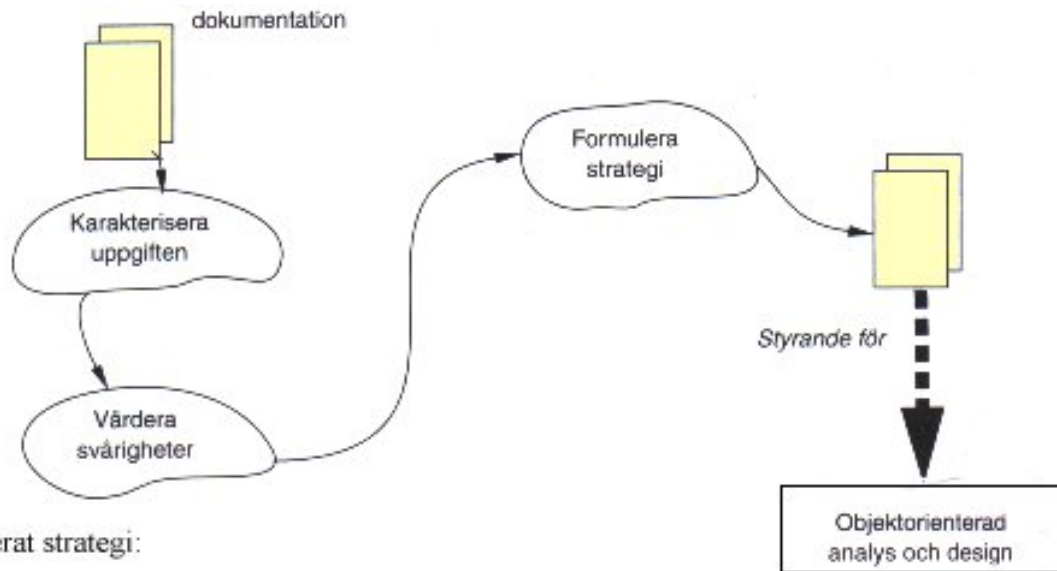 dokumentation
Karakterisera
uppgiften
Värdera
svårigheter
Formulera
strategi
Styrande för
Objektorienterad
analys och design
erat strategi: